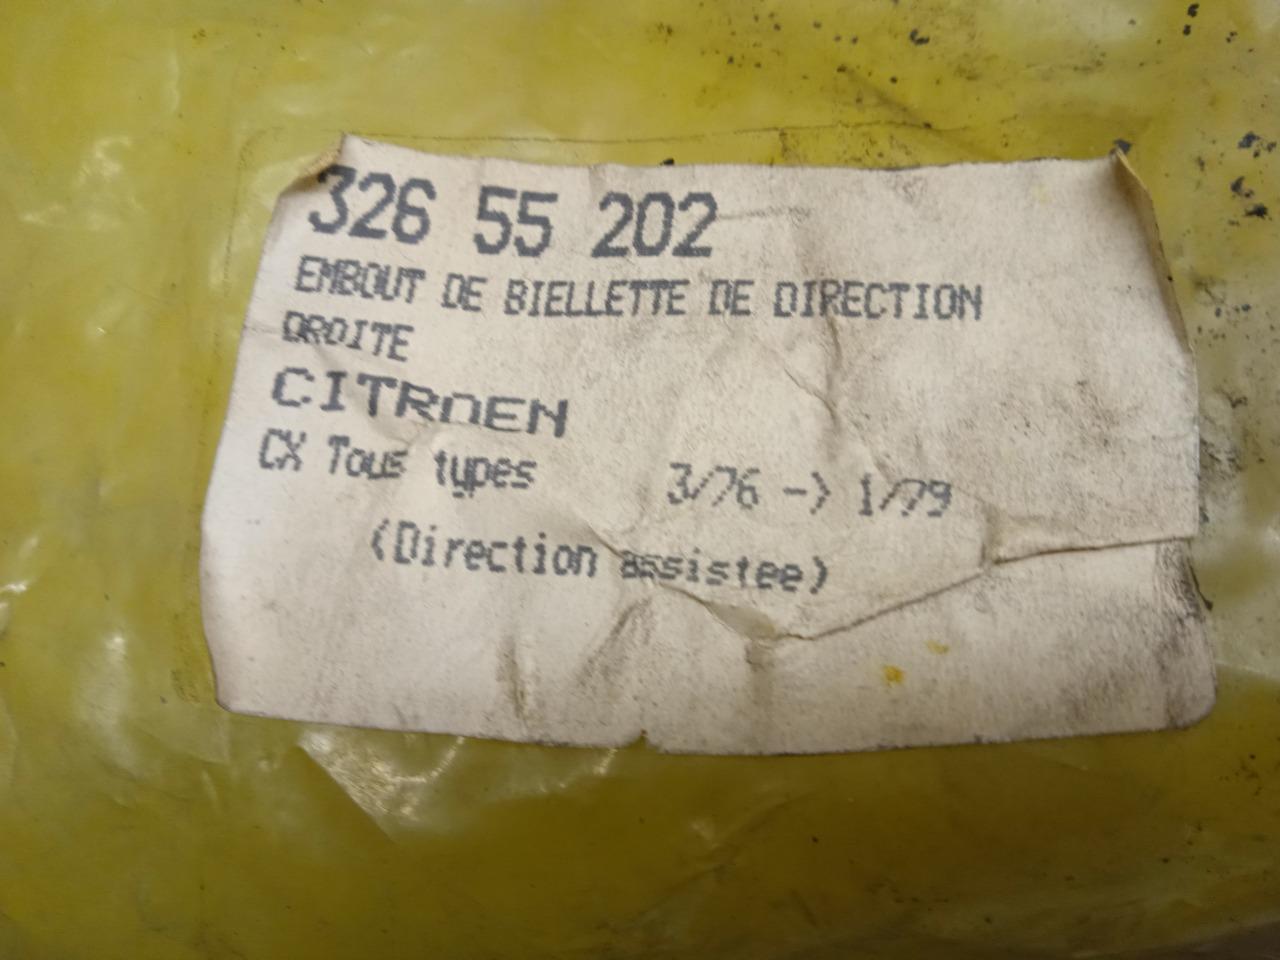 326 55 202
EMBOUT DE BIELLETTE DE DIRECTION
DROITE
CITROEN
CX Tous types 3/76 -> 1/79
(Direction assistee)